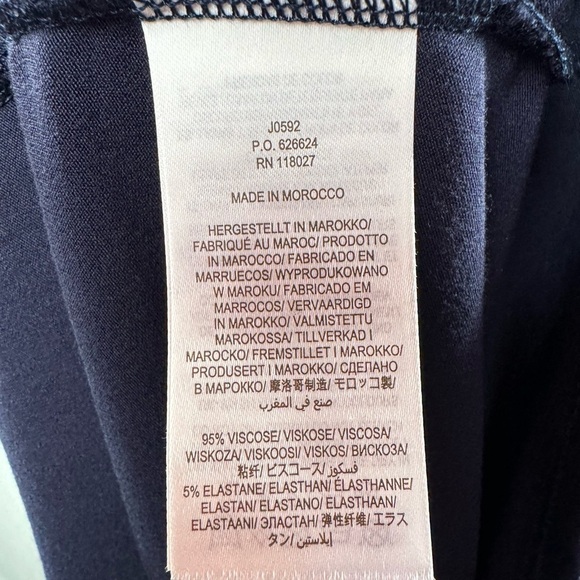 J0592
P.O. 626624
RN 118027
MADE IN MOROCCO
HERGESTELLT IN MAROKKO/
FABRIQUÉ AU MAROC/ PRODOTTO
IN MAROCCO/ FABRICADO EN
MARRUECOS/ WYPRODUKOWANO
W MAROKU/ FABRICADO EM
MARROCOS/ VERVAARDIGD
IN MAROKKO/ VALMISTETTU
MAROKOSSA/ TILLVERKAD I
MAROCKO/ FREMSTILLET I MAROKKO/
PRODUSERT I MAROKKO/ СДЕЛАНО
В МАРОККО/ 摩洛哥制造/ モロッコ製/
صنع في المغرب/
95% VISCOSE/ VISKOSE/ VISCOSA/
WISKOZA/ VISKOOSI/ VISKOS/ ВИСКОЗА/
粘纤/ ビスコース/ فسكوز/
5% ELASTANE/ ELASTHAN/ ÉLASTHANNE/
ELASTAN/ ELASTANO/ ELASTHAAN/
ELASTAANI/ ЭЛАСТАН/ 弹性纤维/ エラス
タン/ إيلاستين/